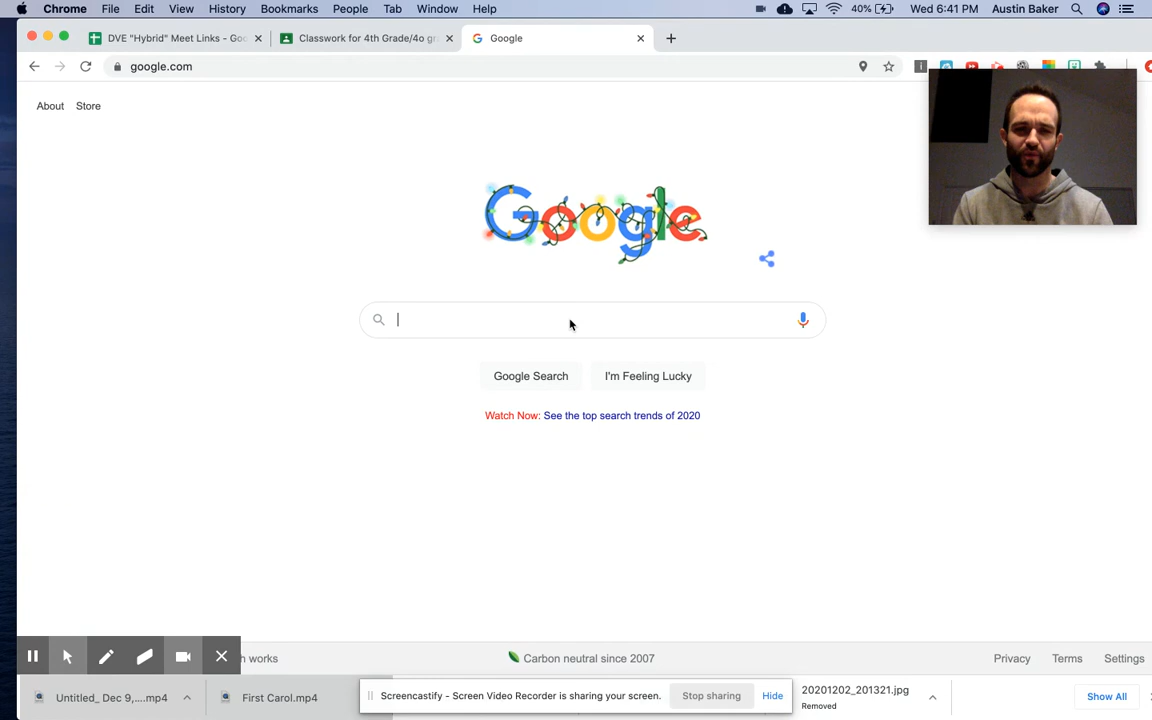 Chrome File Edit View History Bookmarks People Tab Window Help 40% Wed 6:41 PM Austin Baker
DVE "Hybrid" Meet Links - Goo Classwork for 4th Grade/4o gr Google
google.com
About Store
Google
Google Search I'm Feeling Lucky
Watch Now: See the top search trends of 2020
h works Carbon neutral since 2007 Privacy Terms Settings
Untitled_ Dec 9,....mp4 First Carol.mp4 Screencastify - Screen Video Recorder is sharing your screen. Stop sharing Hide 20201202_201321.jpg Show All
Removed